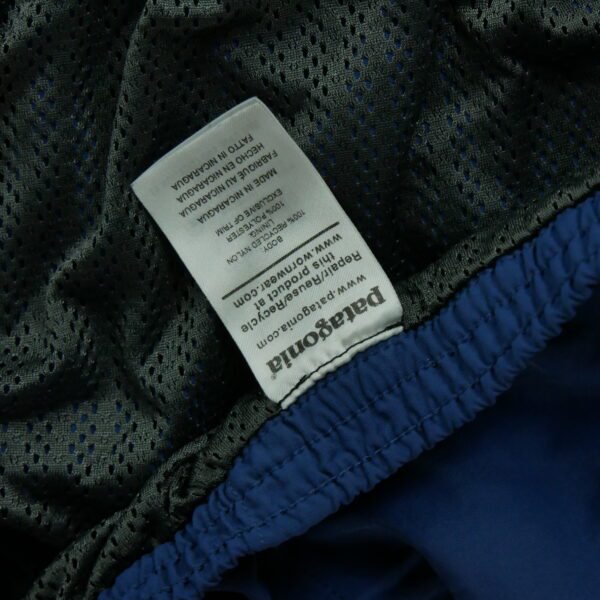 patagonia®
www.patagonia.com
Repair/Reuse/Recycle
this product at
www.wornwear.com
BODY:
100% RECYCLED NYLON
LINING:
100% POLYESTER
EXCLUSIVE OF TRIM
MADE IN NICARAGUA
FABRIQUÉ AU NICARAGUA
HECHO EN NICARAGUA
FATTO IN NICARAGUA